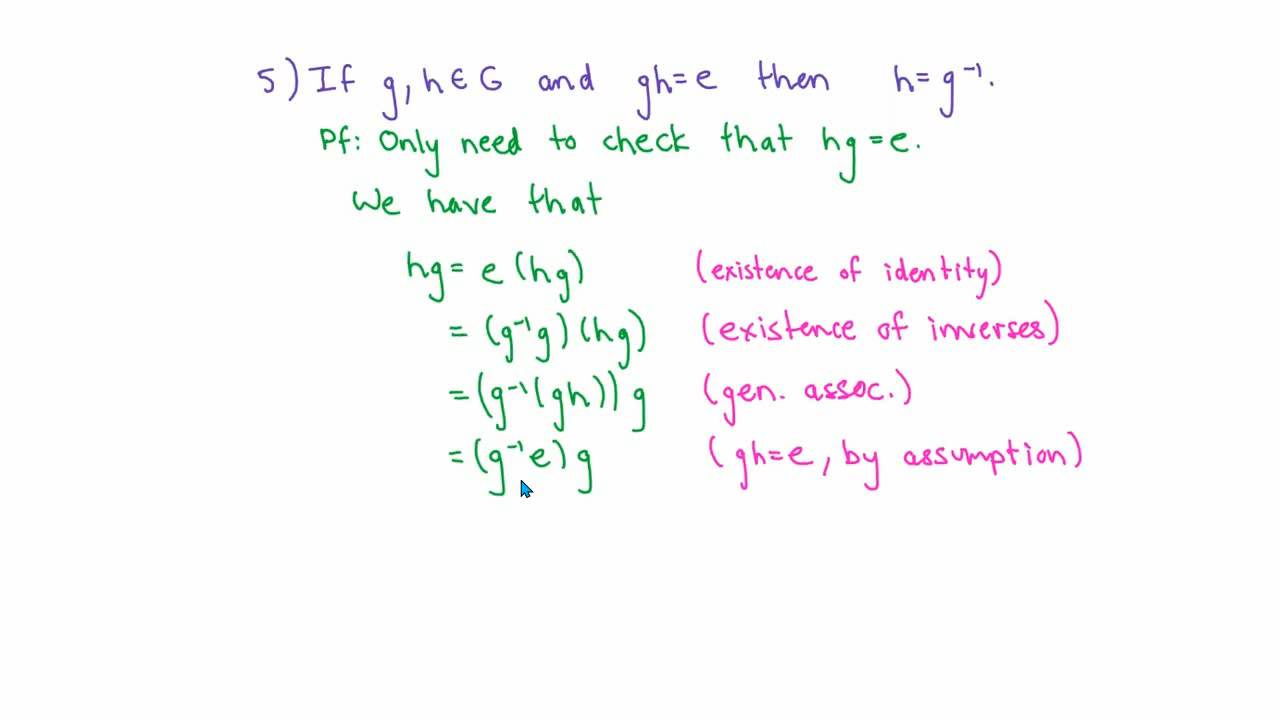 5) If g, h ∈ G and gh = e then h = g⁻¹.
Pf: Only need to check that hg = e.
We have that
hg = e (hg) (existence of identity)
= (g⁻¹g) (hg) (existence of inverses)
= (g⁻¹(gh)) g (gen. assoc.)
= (g⁻¹e) g (gh = e, by assumption)